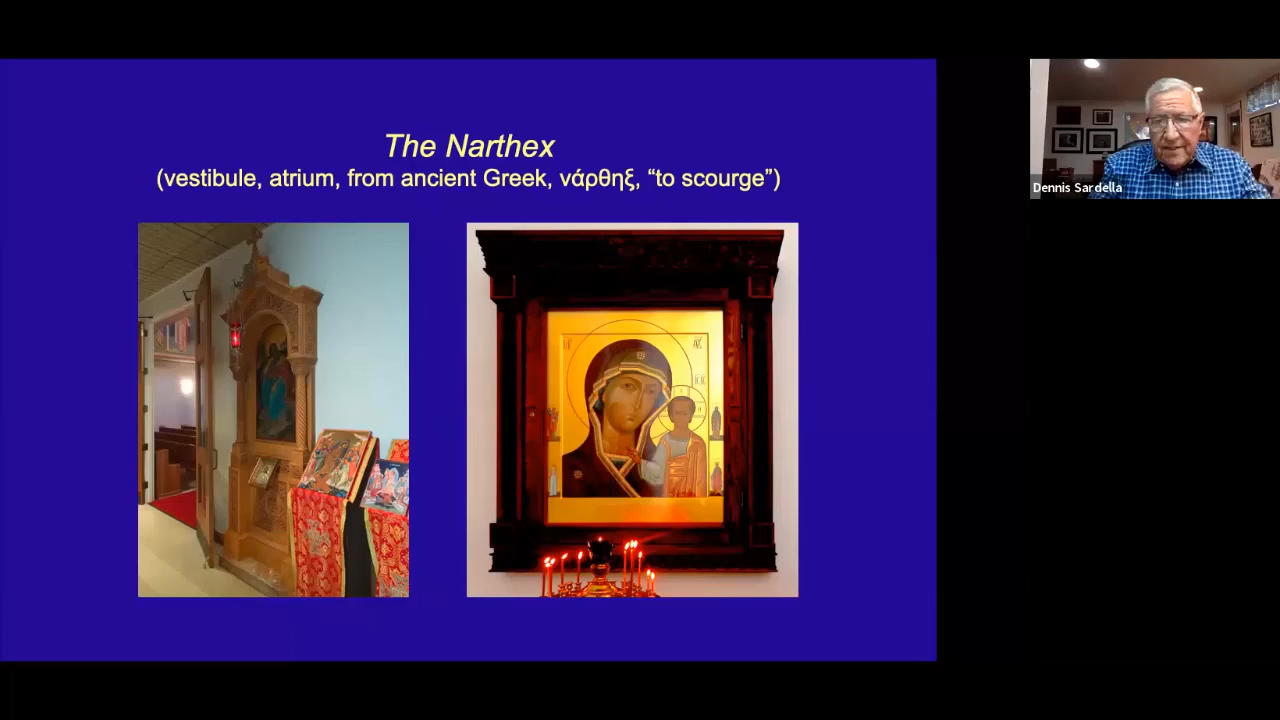 The Narthex
(vestibule, atrium, from ancient Greek, νάρθηξ, “to scourge”)
Dennis Sardella